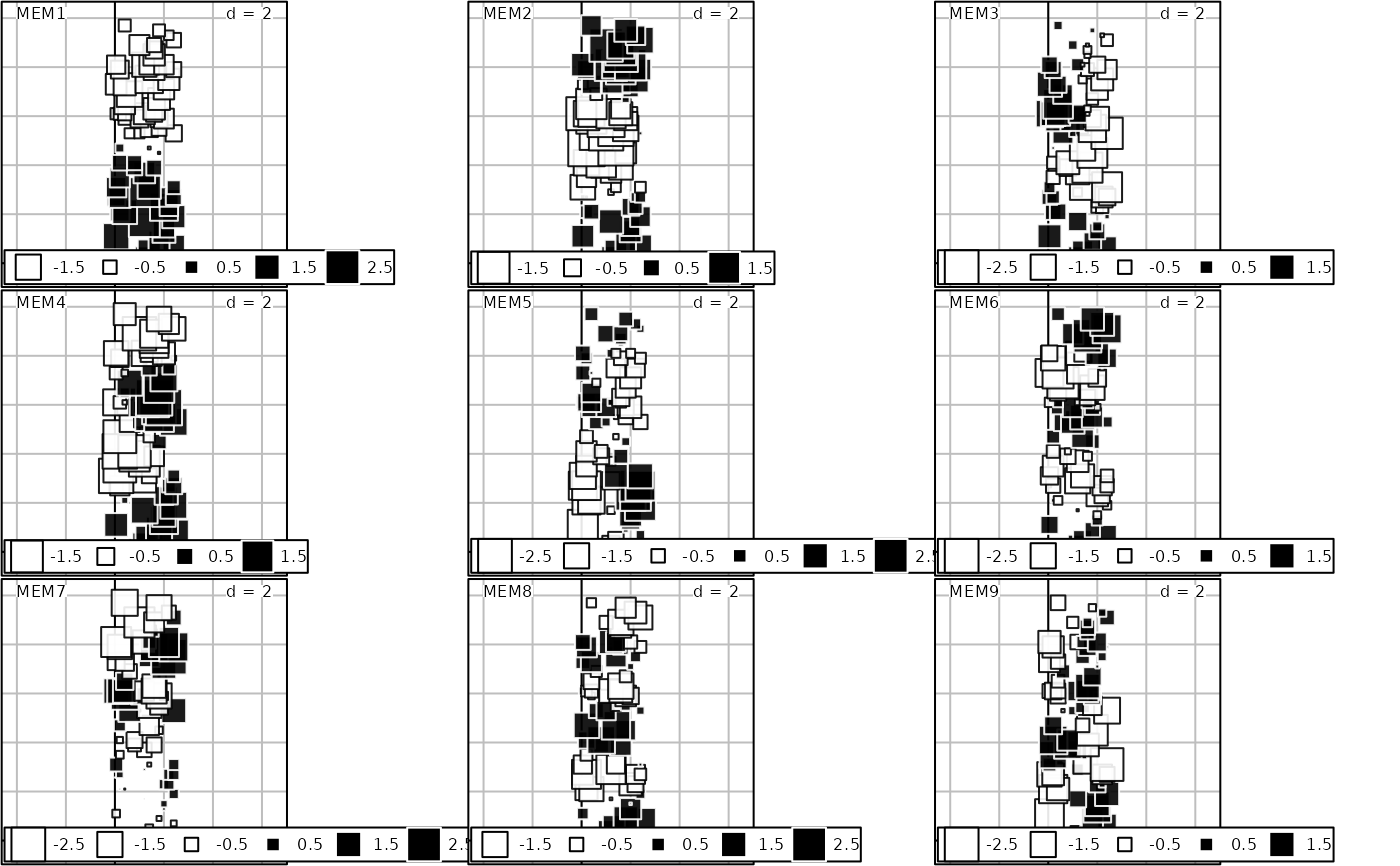 MEM1 d = 2
MEM2 d = 2
MEM3 d = 2
-1.5 -0.5 0.5 1.5 2.5
-1.5 -0.5 0.5 1.5
-2.5 -1.5 -0.5 0.5 1.5
MEM4 d = 2
MEM5 d = 2
MEM6 d = 2
-1.5 -0.5 0.5 1.5
-2.5 -1.5 -0.5 0.5 1.5 2.
-2.5 -1.5 -0.5 0.5 1.5
MEM7 d = 2
MEM8 d = 2
MEM9 d = 2
-2.5 -1.5 -0.5 0.5 1.5 2.5
-1.5 -0.5 0.5 1.5 2.5
-2.5 -1.5 -0.5 0.5 1.5